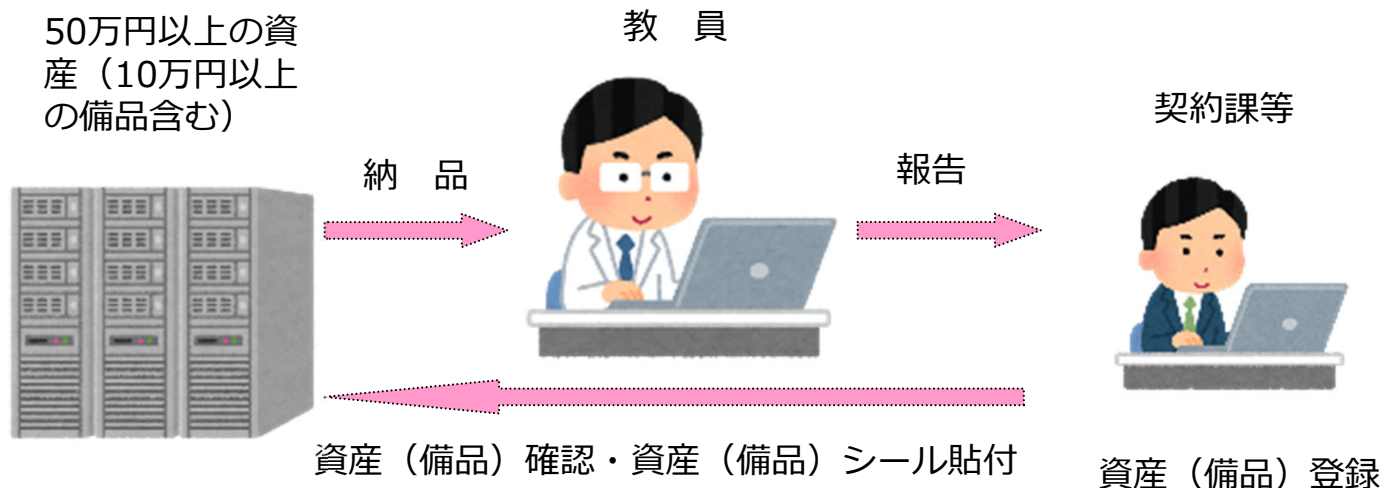 50万円以上の資
産（10万円以上
の備品含む）
教　員
契約課等
納　品
報告
資産（備品）確認・資産（備品）シール貼付
資産（備品）登録